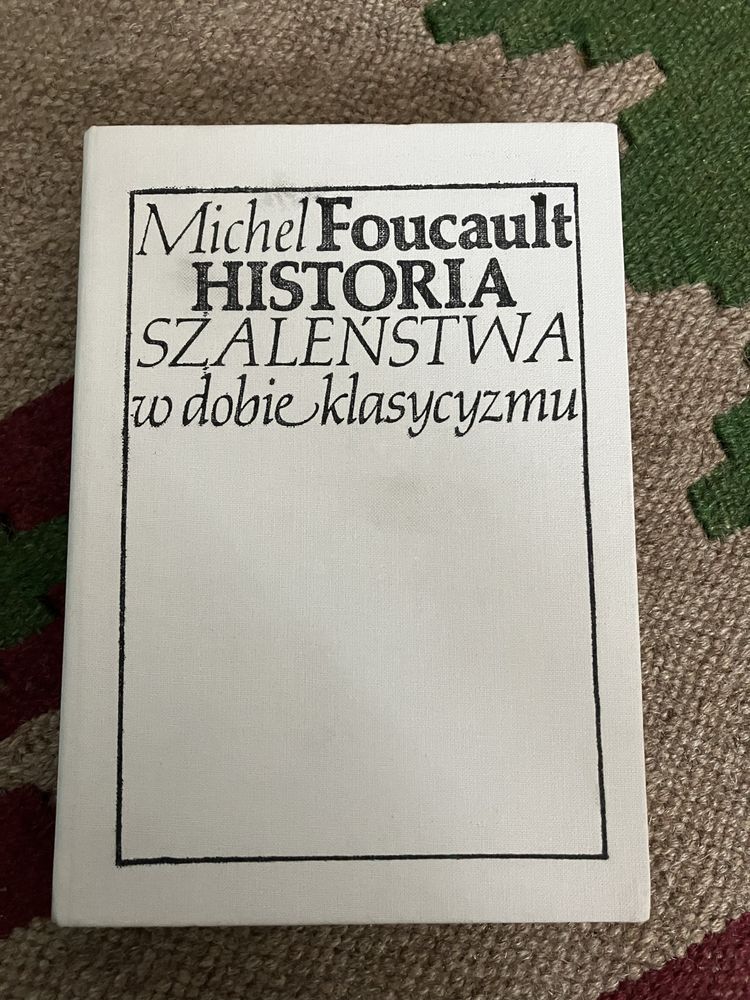 Michel Foucault
HISTORIA
SZALEŃSTWA
w dobie klasycyzmu